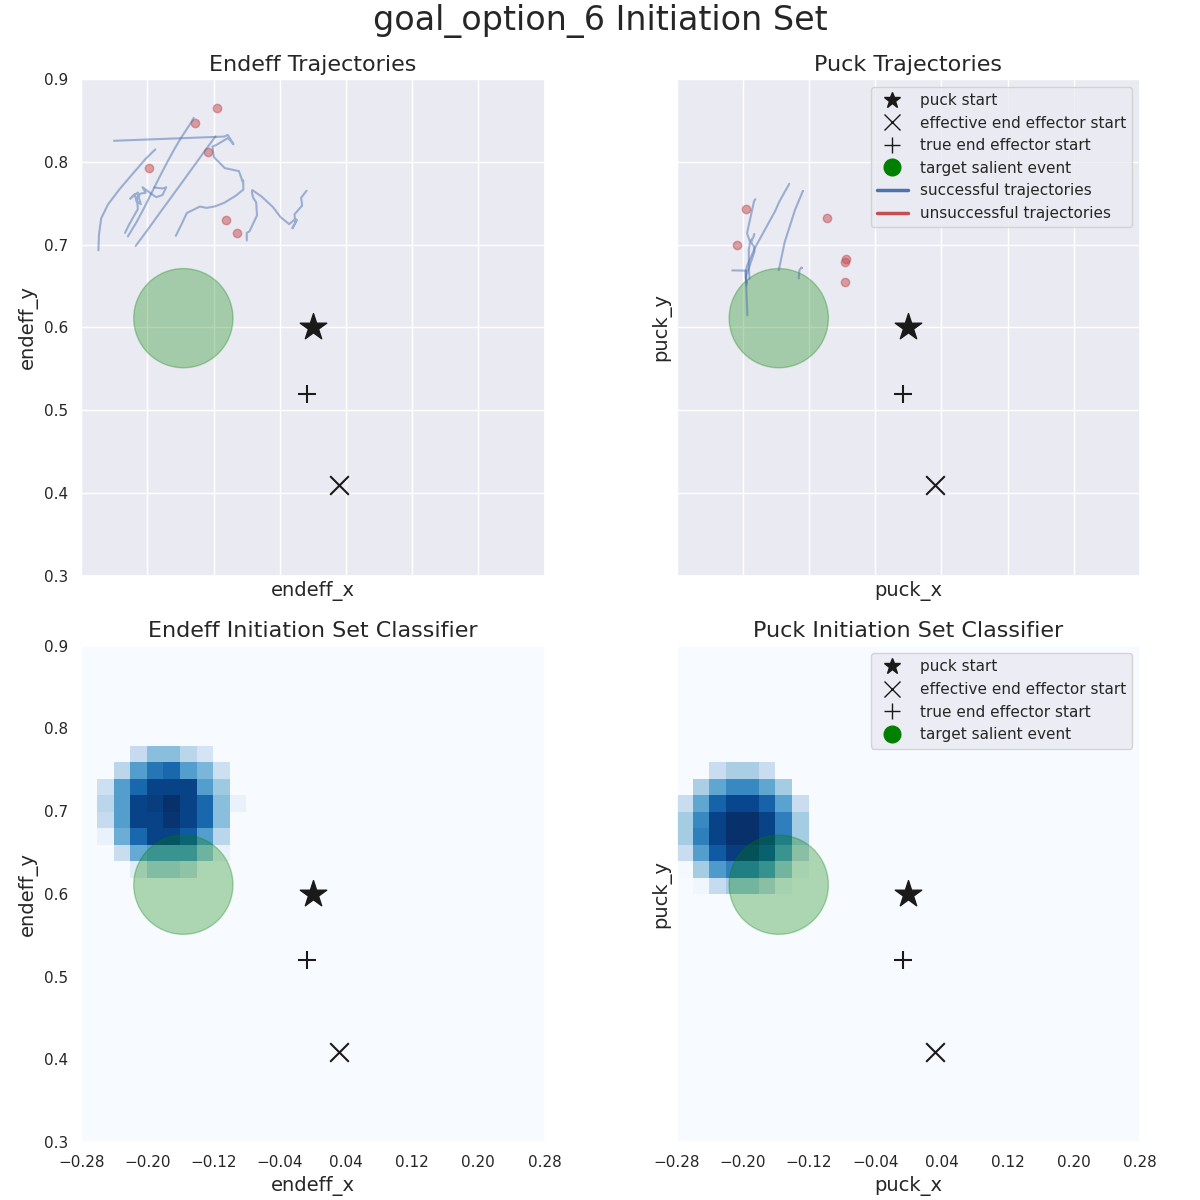 goal_option_6 Initiation Set
Endeff Trajectories
0.9
0.8
0.7
0.6
0.5
0.4
0.3
endeff_y
endeff_x
Puck Trajectories
puck start
effective end effector start
true end effector start
target salient event
successful trajectories
unsuccessful trajectories
puck_y
puck_x
Endeff Initiation Set Classifier
0.9
0.8
0.7
0.6
0.5
0.4
0.3
endeff_y
−0.28 −0.20 −0.12 −0.04 0.04 0.12 0.20 0.28
endeff_x
Puck Initiation Set Classifier
puck start
effective end effector start
true end effector start
target salient event
puck_y
−0.28 −0.20 −0.12 −0.04 0.04 0.12 0.20 0.28
puck_x